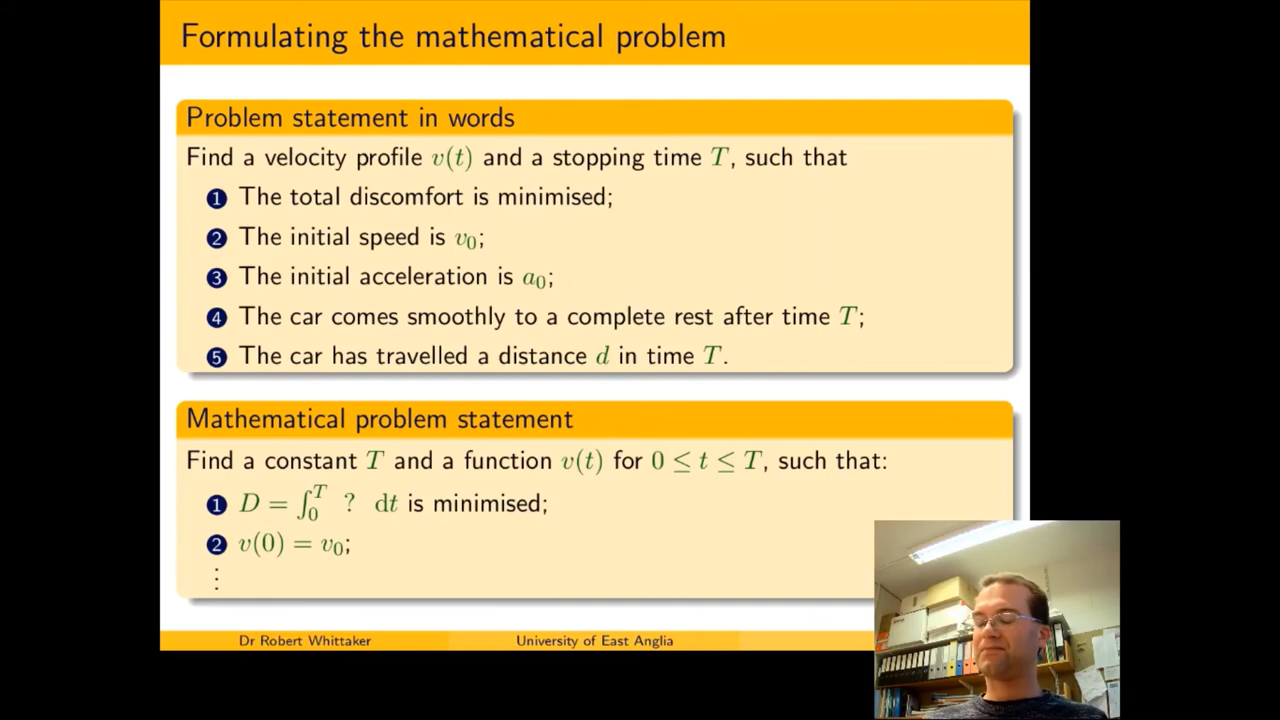 Formulating the mathematical problem
Problem statement in words
Find a velocity profile v(t) and a stopping time T, such that
1 The total discomfort is minimised;
2 The initial speed is v₀;
3 The initial acceleration is a₀;
4 The car comes smoothly to a complete rest after time T;
5 The car has travelled a distance d in time T.
Mathematical problem statement
Find a constant T and a function v(t) for 0 ≤ t ≤ T, such that:
1 D = ∫₀ᵀ ? dt is minimised;
2 v(0) = v₀;
⋮
Dr Robert Whittaker University of East Anglia